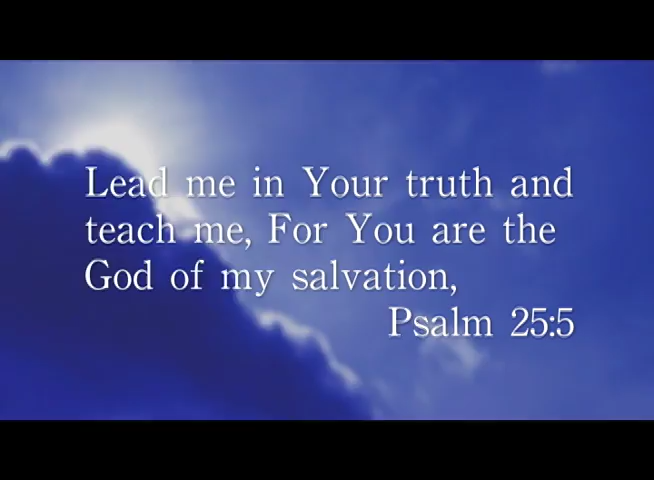 Lead me in Your truth and
teach me, For You are the
God of my salvation,
Psalm 25:5